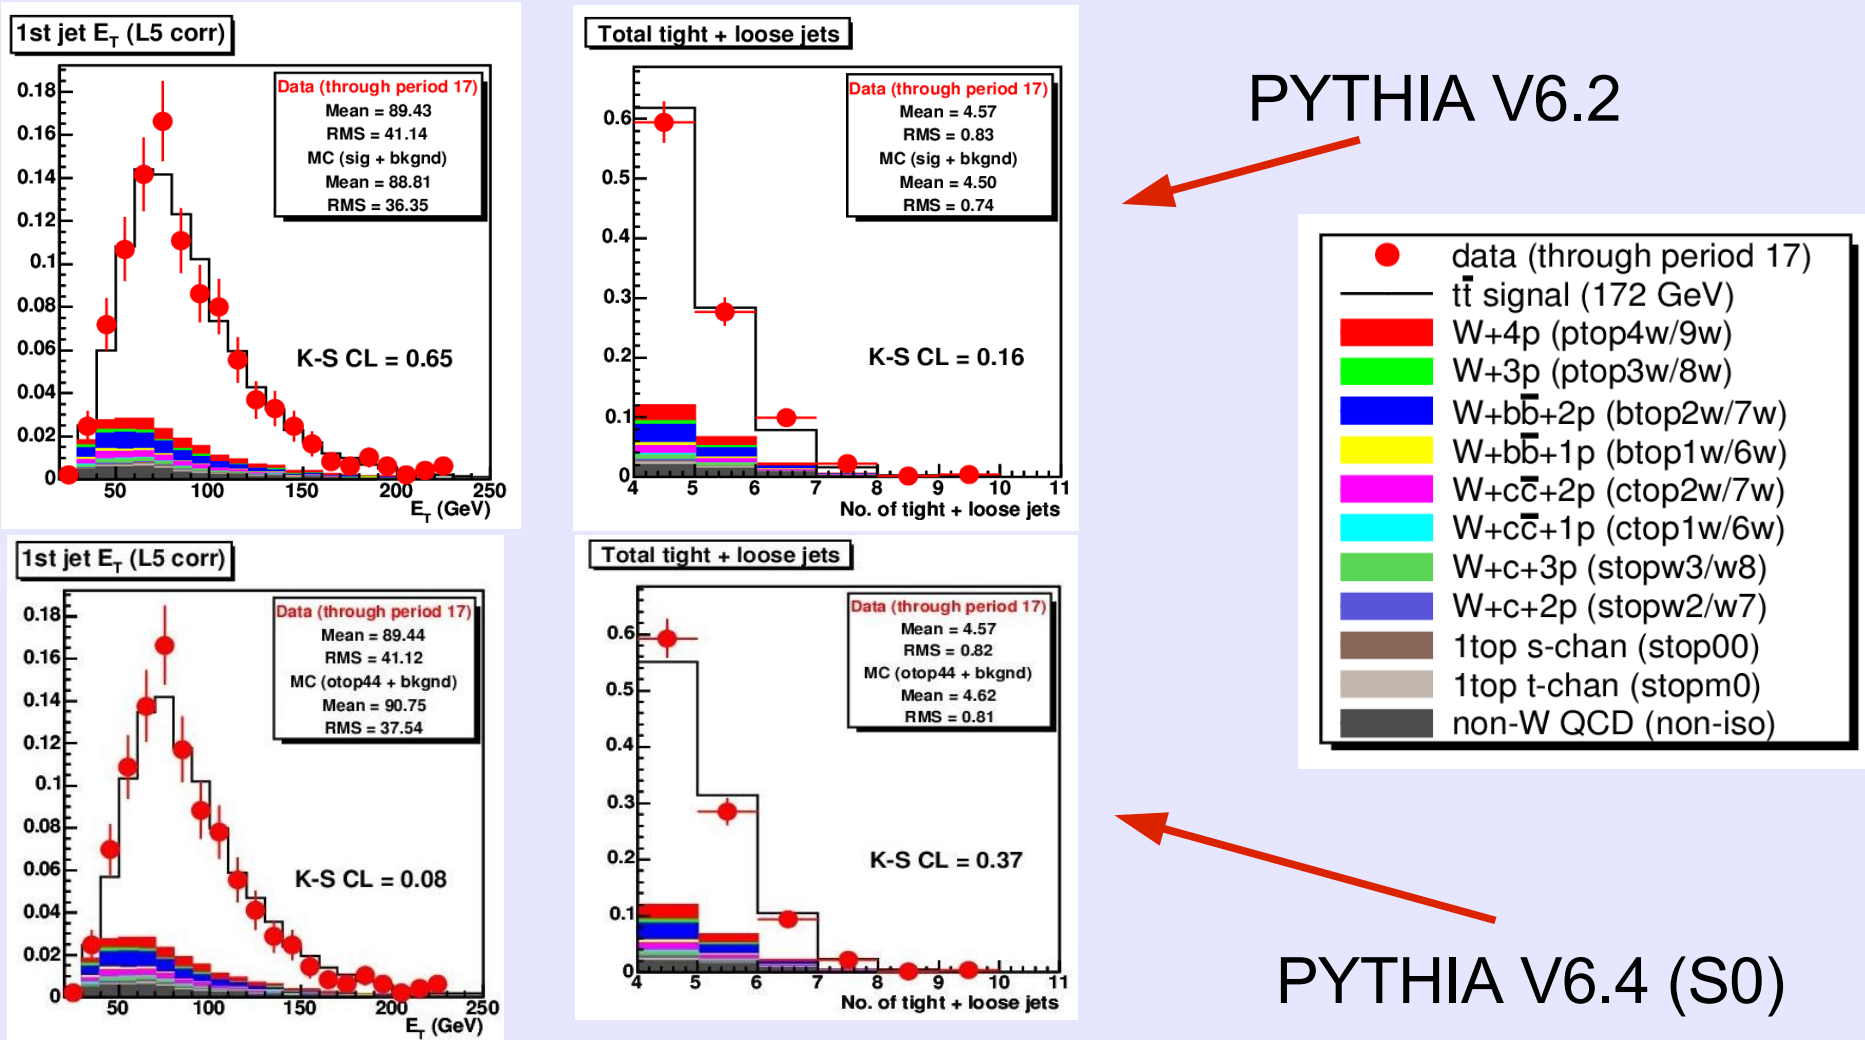 1st jet E_T (L5 corr)
0.18
0.16
0.14
0.12
0.1
0.08
0.06
0.04
0.02
0
50
100
150
200
250
E_T (GeV)
Data (through period 17)
Mean = 89.43
RMS = 41.14
MC (sig + bkgnd)
Mean = 88.81
RMS = 36.35
K-S CL = 0.65
Total tight + loose jets
0.6
0.5
0.4
0.3
0.2
0.1
0
4
5
6
7
8
9
10
11
No. of tight + loose jets
Data (through period 17)
Mean = 4.57
RMS = 0.83
MC (sig + bkgnd)
Mean = 4.50
RMS = 0.74
K-S CL = 0.16
PYTHIA V6.2
data (through period 17)
tt̄ signal (172 GeV)
W+4p (ptop4w/9w)
W+3p (ptop3w/8w)
W+bb̄+2p (btop2w/7w)
W+bb̄+1p (btop1w/6w)
W+cc̄+2p (ctop2w/7w)
W+cc̄+1p (ctop1w/6w)
W+c+3p (stopw3/w8)
W+c+2p (stopw2/w7)
1top s-chan (stop00)
1top t-chan (stopm0)
non-W QCD (non-iso)
1st jet E_T (L5 corr)
0.18
0.16
0.14
0.12
0.1
0.08
0.06
0.04
0.02
0
50
100
150
200
250
E_T (GeV)
Data (through period 17)
Mean = 89.44
RMS = 41.12
MC (otop44 + bkgnd)
Mean = 90.75
RMS = 37.54
K-S CL = 0.08
Total tight + loose jets
0.6
0.5
0.4
0.3
0.2
0.1
0
4
5
6
7
8
9
10
11
No. of tight + loose jets
Data (through period 17)
Mean = 4.57
RMS = 0.82
MC (otop44 + bkgnd)
Mean = 4.62
RMS = 0.81
K-S CL = 0.37
PYTHIA V6.4 (S0)